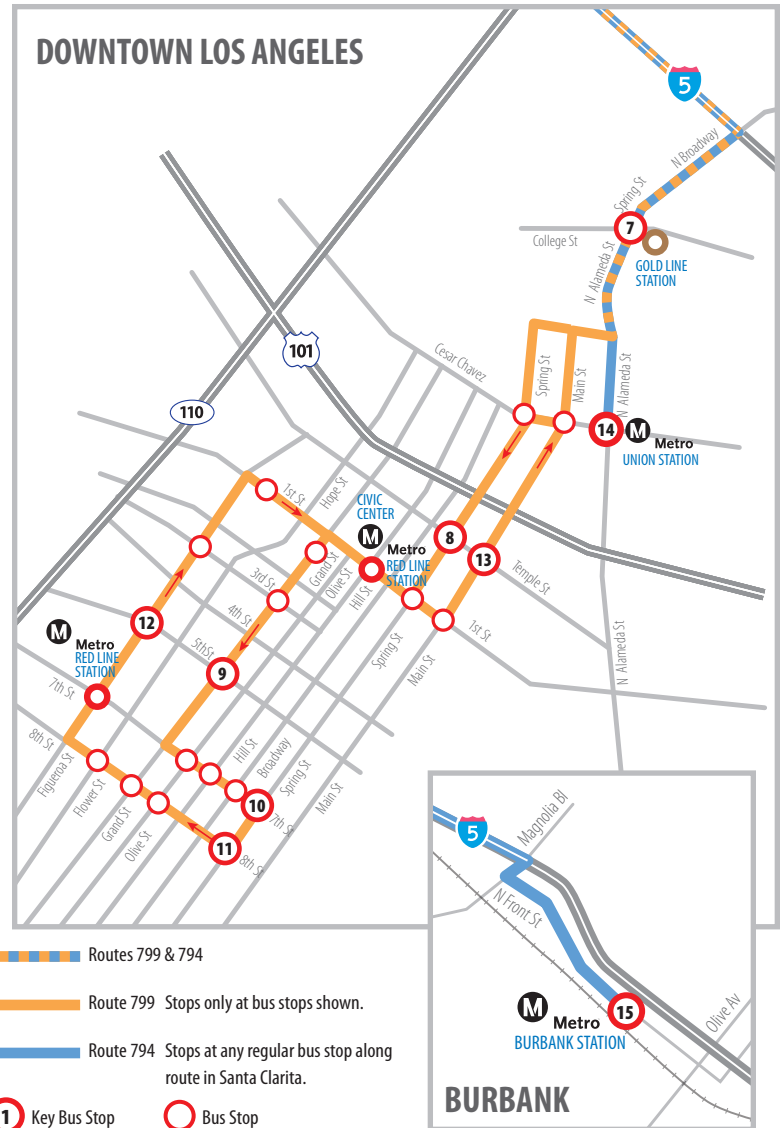 DOWNTOWN LOS ANGELES
5
N Broadway
Spring St
7
College St
GOLD LINE
STATION
N Alameda St
101
Cesar Chavez
Spring St
Main St
N Alameda St
110
14
M
Metro
UNION STATION
1st St
Hope St
CIVIC
CENTER
M
Metro
RED LINE
STATION
8
13
Grand St
Olive St
Hill St
Temple St
3rd St
4th St
12
M
Metro
RED LINE
STATION
5thSt
9
Spring St
Main St
1st St
N Alameda St
7th St
8th St
Figueroa St
Flower St
Grand St
Olive St
Hill St
Broadway
Spring St
Main St
10
7th St
11
8th St
5
Magnolia Bl
N Front St
15
M
Metro
BURBANK STATION
Olive Av
BURBANK
Routes 799 & 794
Route 799 Stops only at bus stops shown.
Route 794 Stops at any regular bus stop along
route in Santa Clarita.
1 Key Bus Stop
Bus Stop